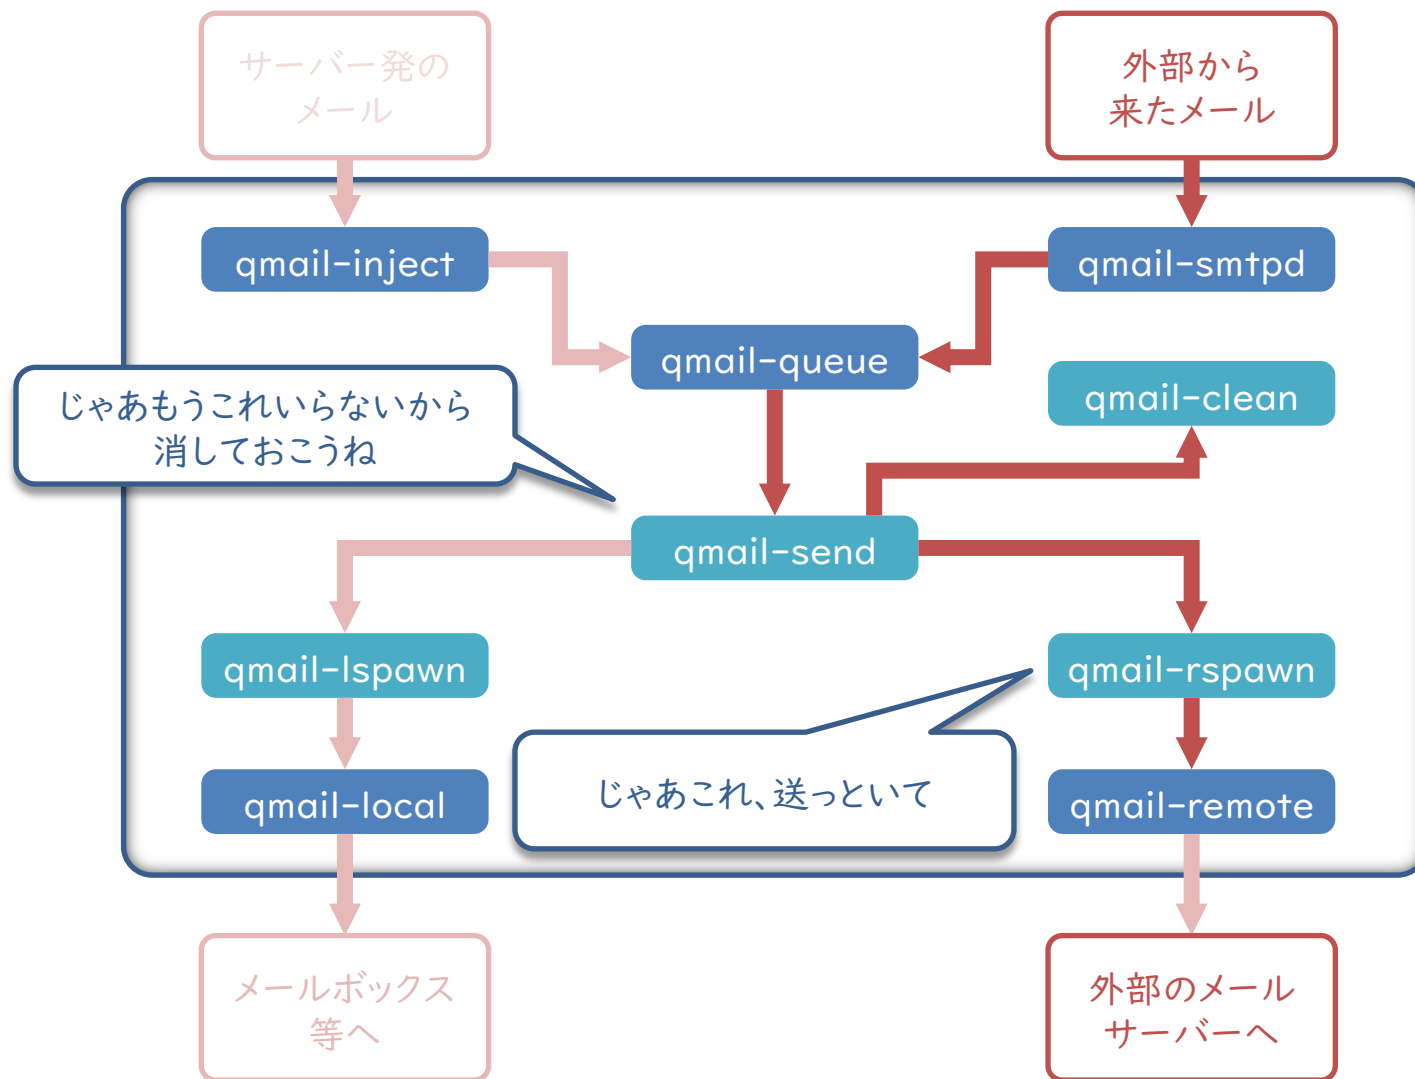 サーバー発の
メール
外部から
来たメール
qmail-inject
qmail-smtpd
qmail-queue
qmail-clean
じゃあもうこれいらないから
消しておこうね
qmail-send
qmail-lspawn
qmail-rspawn
じゃあこれ、送っといて
qmail-local
qmail-remote
メールボックス
等へ
外部のメール
サーバーへ